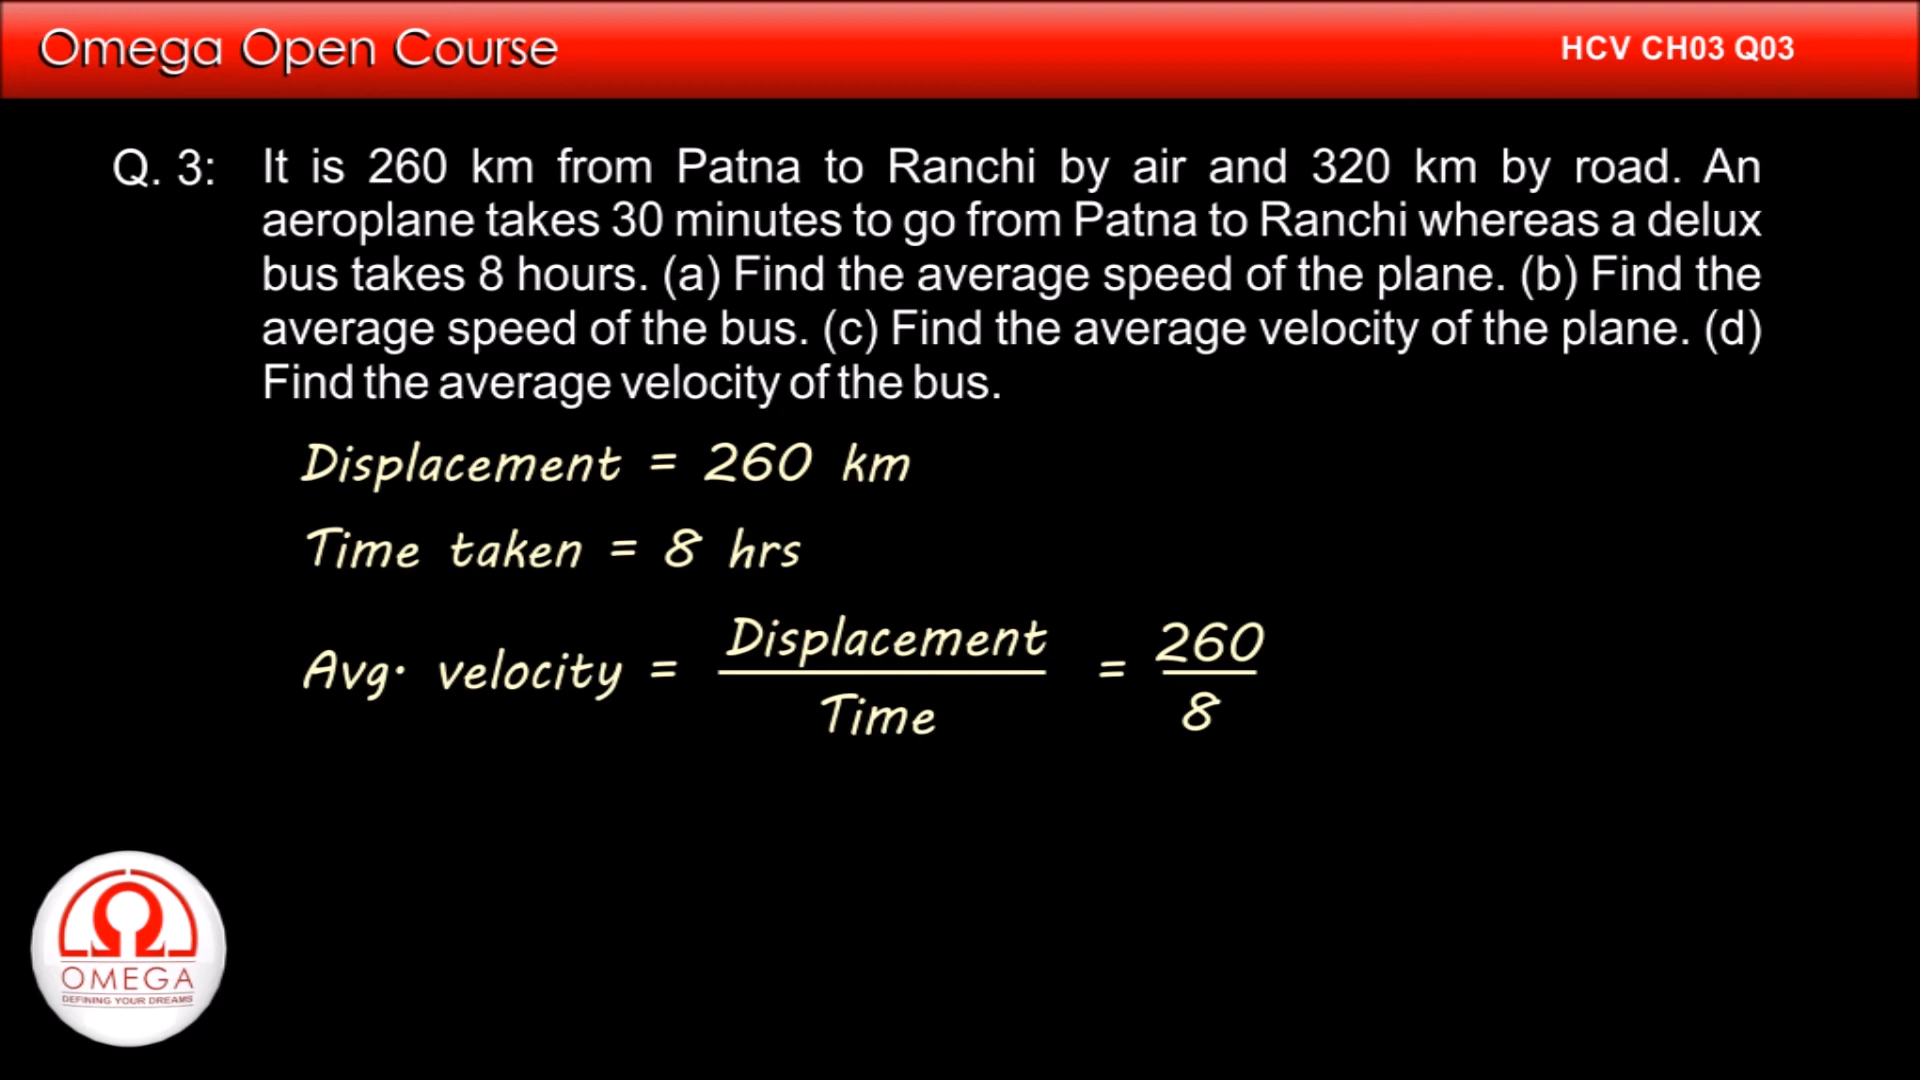 Omega Open Course
HCV CH03 Q03
Q. 3: It is 260 km from Patna to Ranchi by air and 320 km by road. An
aeroplane takes 30 minutes to go from Patna to Ranchi whereas a delux
bus takes 8 hours. (a) Find the average speed of the plane. (b) Find the
average speed of the bus. (c) Find the average velocity of the plane. (d)
Find the average velocity of the bus.
Displacement = 260 km
Time taken = 8 hrs
Avg. velocity = Displacement / Time = 260 / 8
Ω
OMEGA
DEFINING YOUR DREAMS